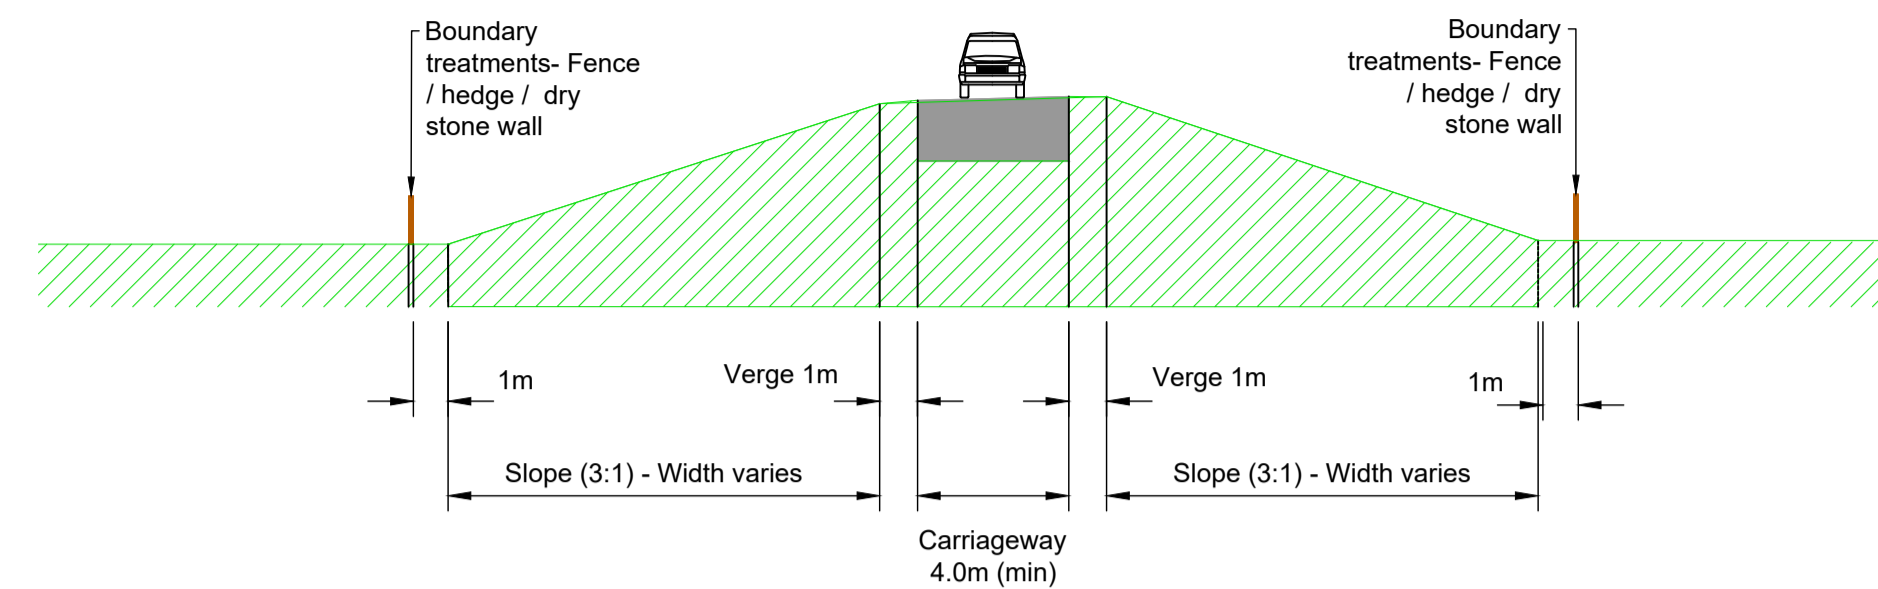 Boundary
treatments- Fence
/ hedge / dry
stone wall
Boundary
treatments- Fence
/ hedge / dry
stone wall
1m
Verge 1m
Verge 1m
1m
Slope (3:1) - Width varies
Slope (3:1) - Width varies
Carriageway
4.0m (min)